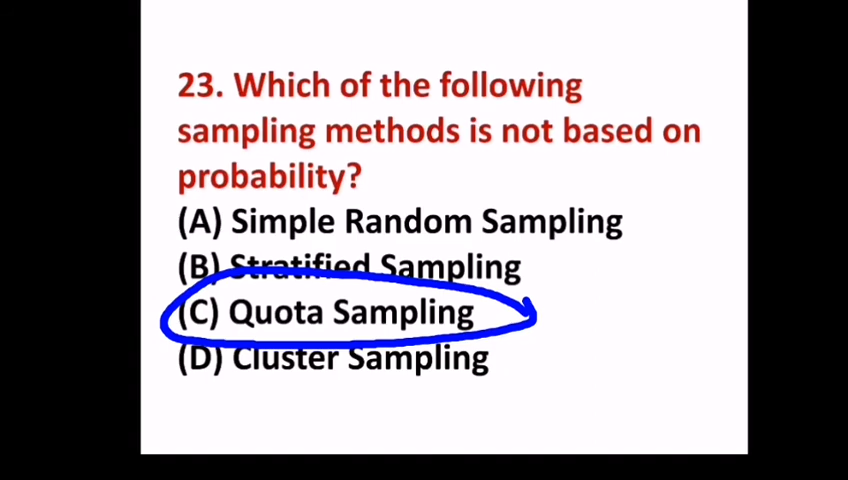 23. Which of the following
sampling methods is not based on
probability?
(A) Simple Random Sampling
(B) Stratified Sampling
(C) Quota Sampling
(D) Cluster Sampling